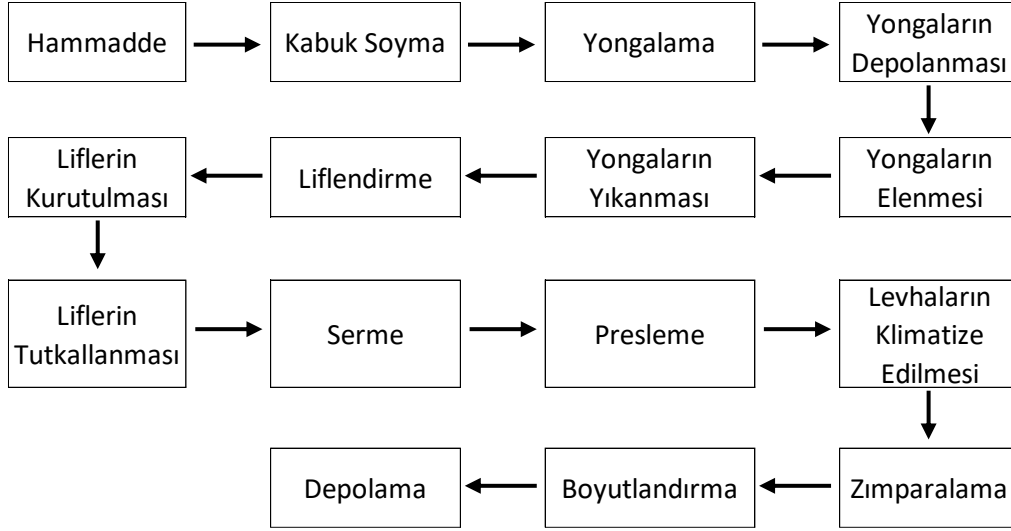 Hammadde
Kabuk Soyma
Yongalama
Yongaların
Depolanması
Liflerin
Kurutulması
Liflendirme
Yongaların
Yıkanması
Yongaların
Elenmesi
Liflerin
Tutkallanması
Serme
Presleme
Levhaların
Klimatize
Edilmesi
Depolama
Boyutlandırma
Zımparalama